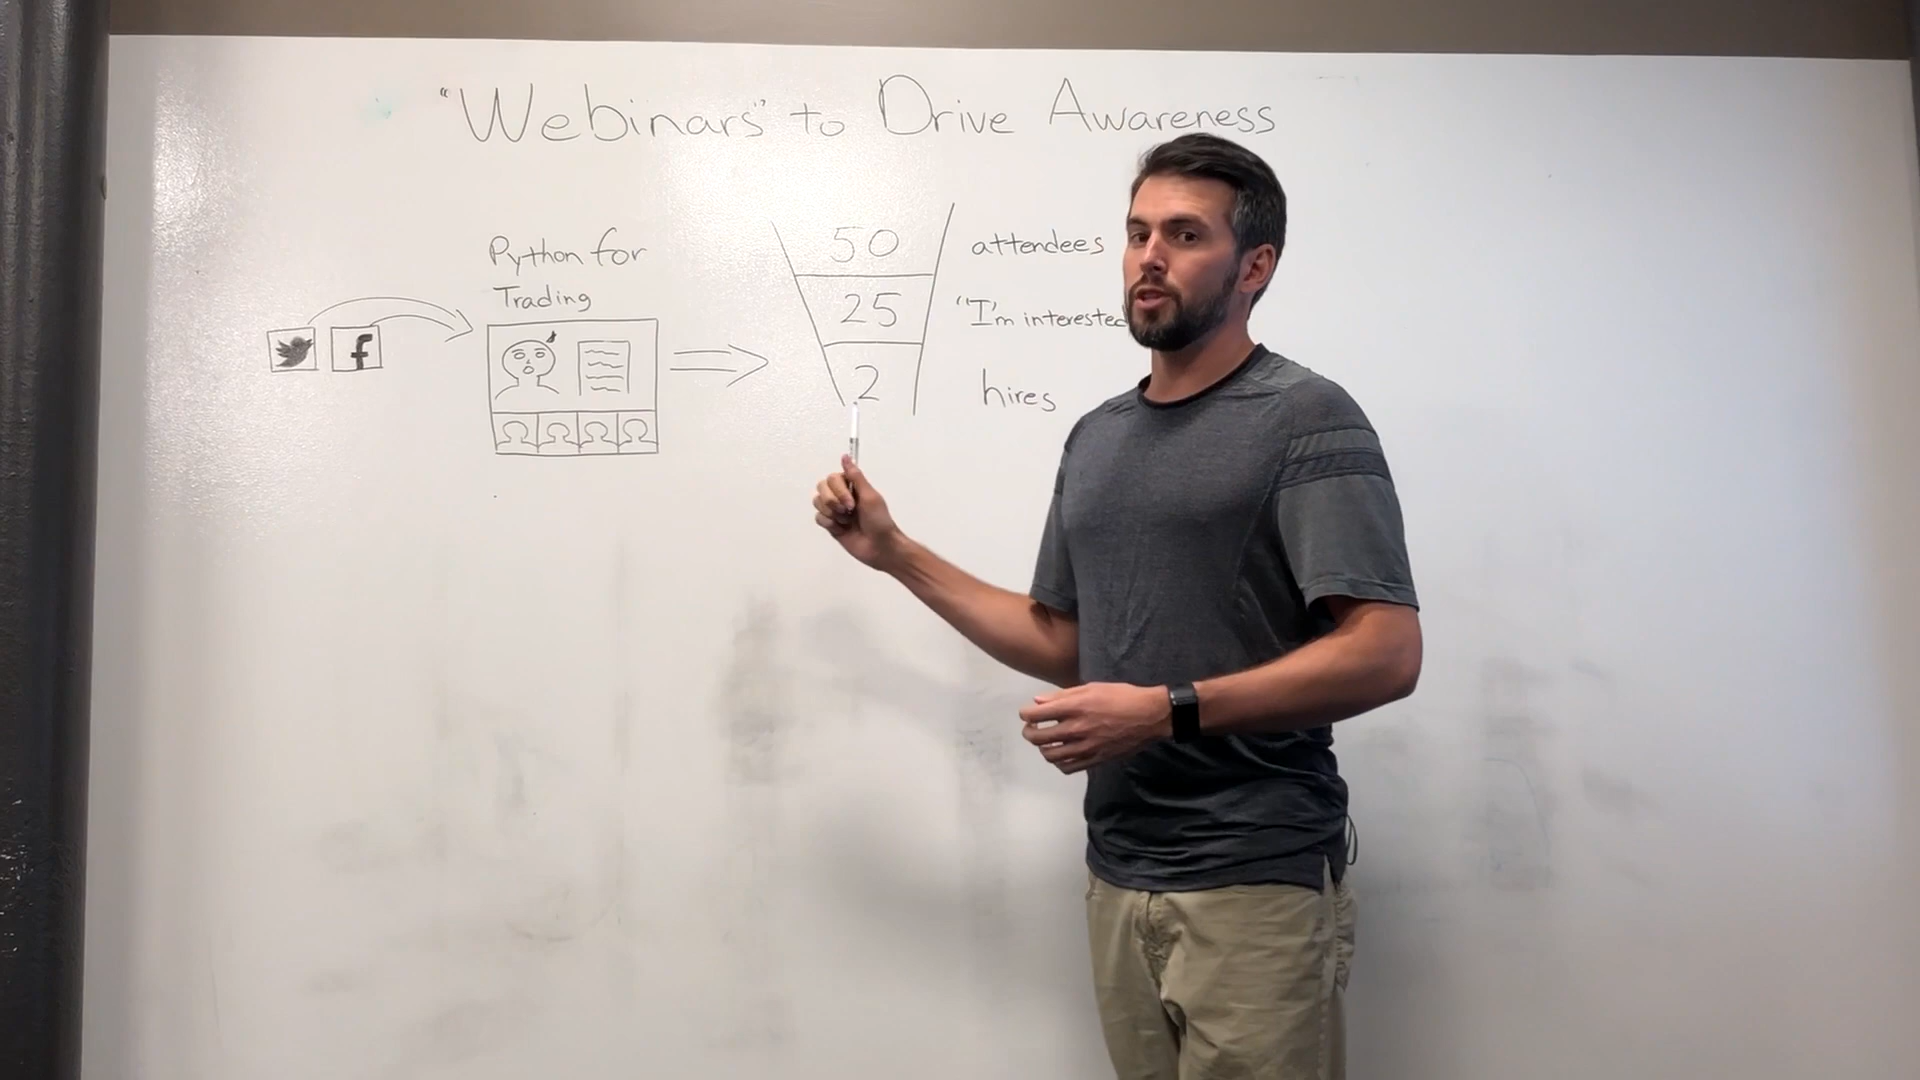 "Webinars" to Drive Awareness
Python for
Trading
f
50 attendees
25 "I'm interested
2 hires